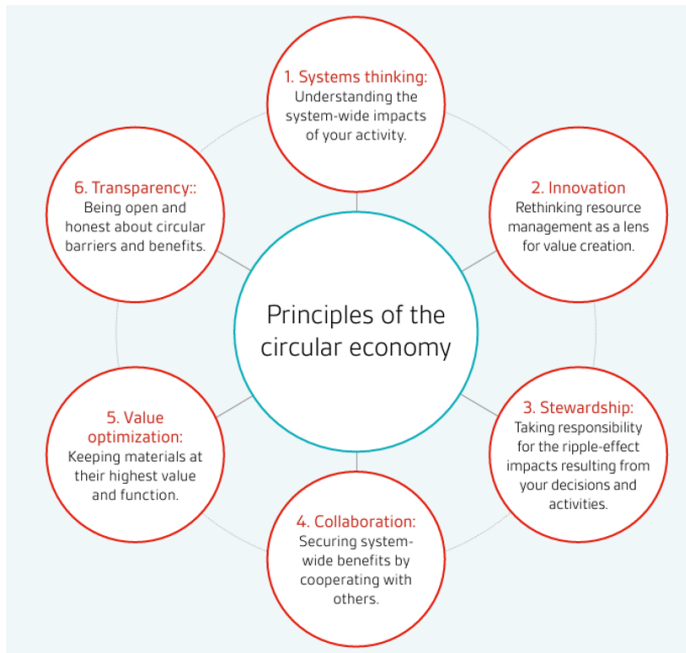 1. Systems thinking:
Understanding the
system-wide impacts
of your activity.
2. Innovation
Rethinking resource
management as a lens
for value creation.
3. Stewardship:
Taking responsibility
for the ripple-effect
impacts resulting from
your decisions and
activities.
4. Collaboration:
Securing system-
wide benefits by
cooperating with
others.
5. Value
optimization:
Keeping materials at
their highest value
and function.
6. Transparency::
Being open and
honest about circular
barriers and benefits.
Principles of the
circular economy